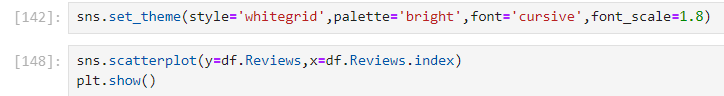 [142]: sns.set_theme(style='whitegrid',palette='bright',font='cursive',font_scale=1.8)
[148]: sns.scatterplot(y=df.Reviews,x=df.Reviews.index)
plt.show()